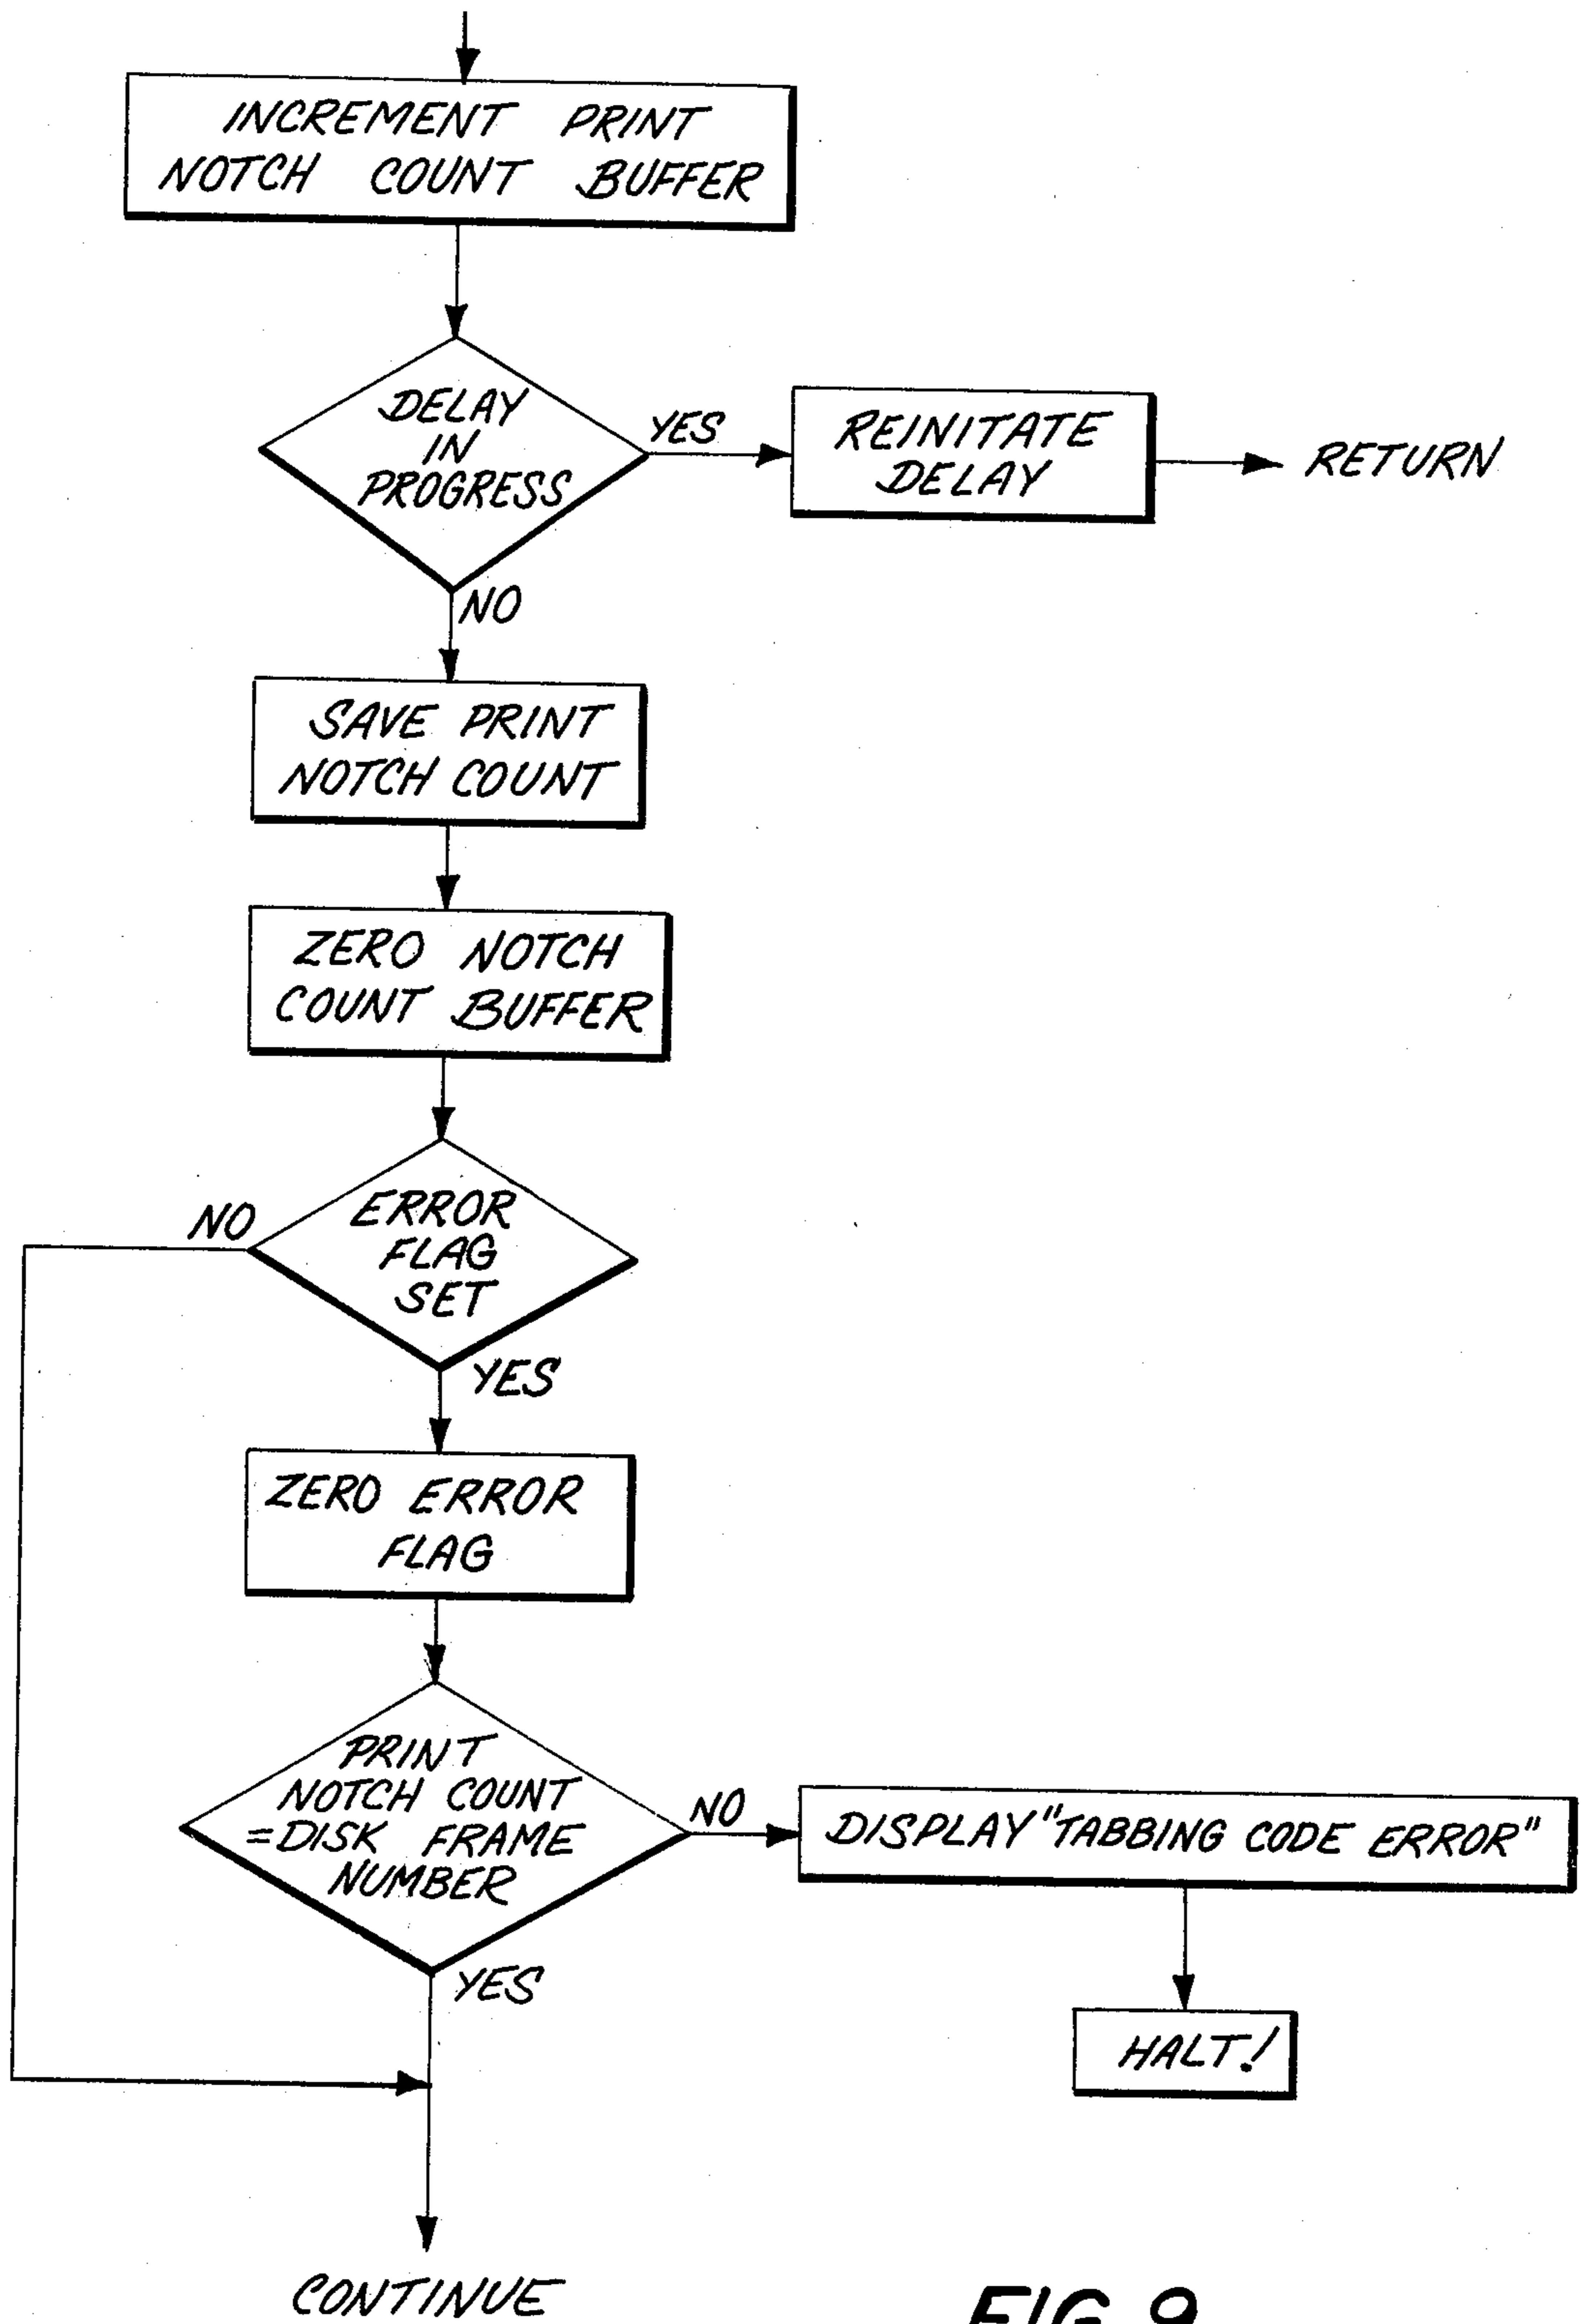 INCREMENT PRINT
NOTCH COUNT BUFFER
DELAY
IN
PROGRESS
YES
REINITATE
DELAY
RETURN
NO
SAVE PRINT
NOTCH COUNT
ZERO NOTCH
COUNT BUFFER
NO
ERROR
FLAG
SET
YES
ZERO ERROR
FLAG
PRINT
NOTCH COUNT
=DISK FRAME
NUMBER
NO
DISPLAY "TABBING CODE ERROR"
YES
HALT!
CONTINUE
FIG. 9